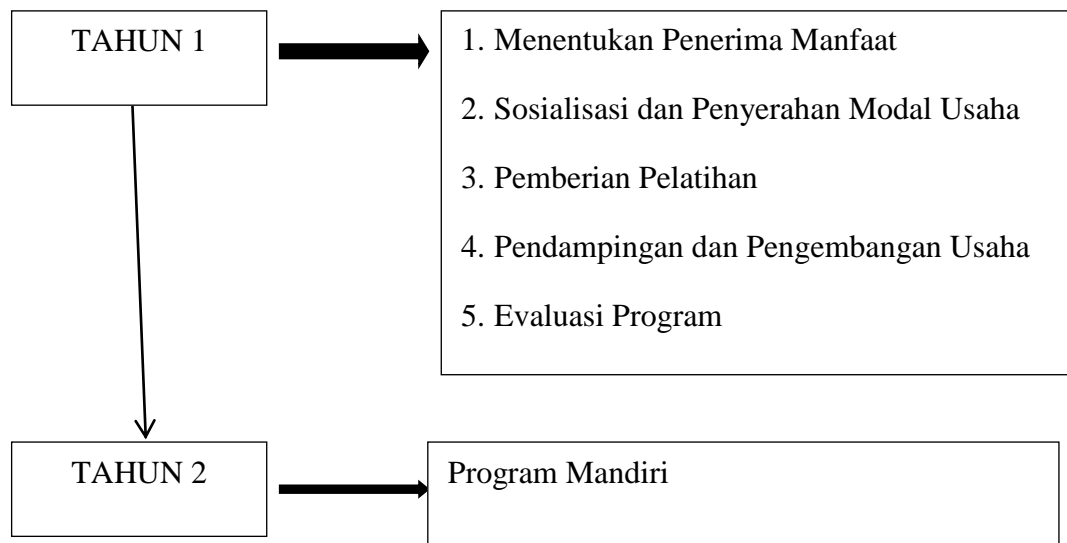 TAHUN 1
1. Menentukan Penerima Manfaat
2. Sosialisasi dan Penyerahan Modal Usaha
3. Pemberian Pelatihan
4. Pendampingan dan Pengembangan Usaha
5. Evaluasi Program
TAHUN 2
Program Mandiri